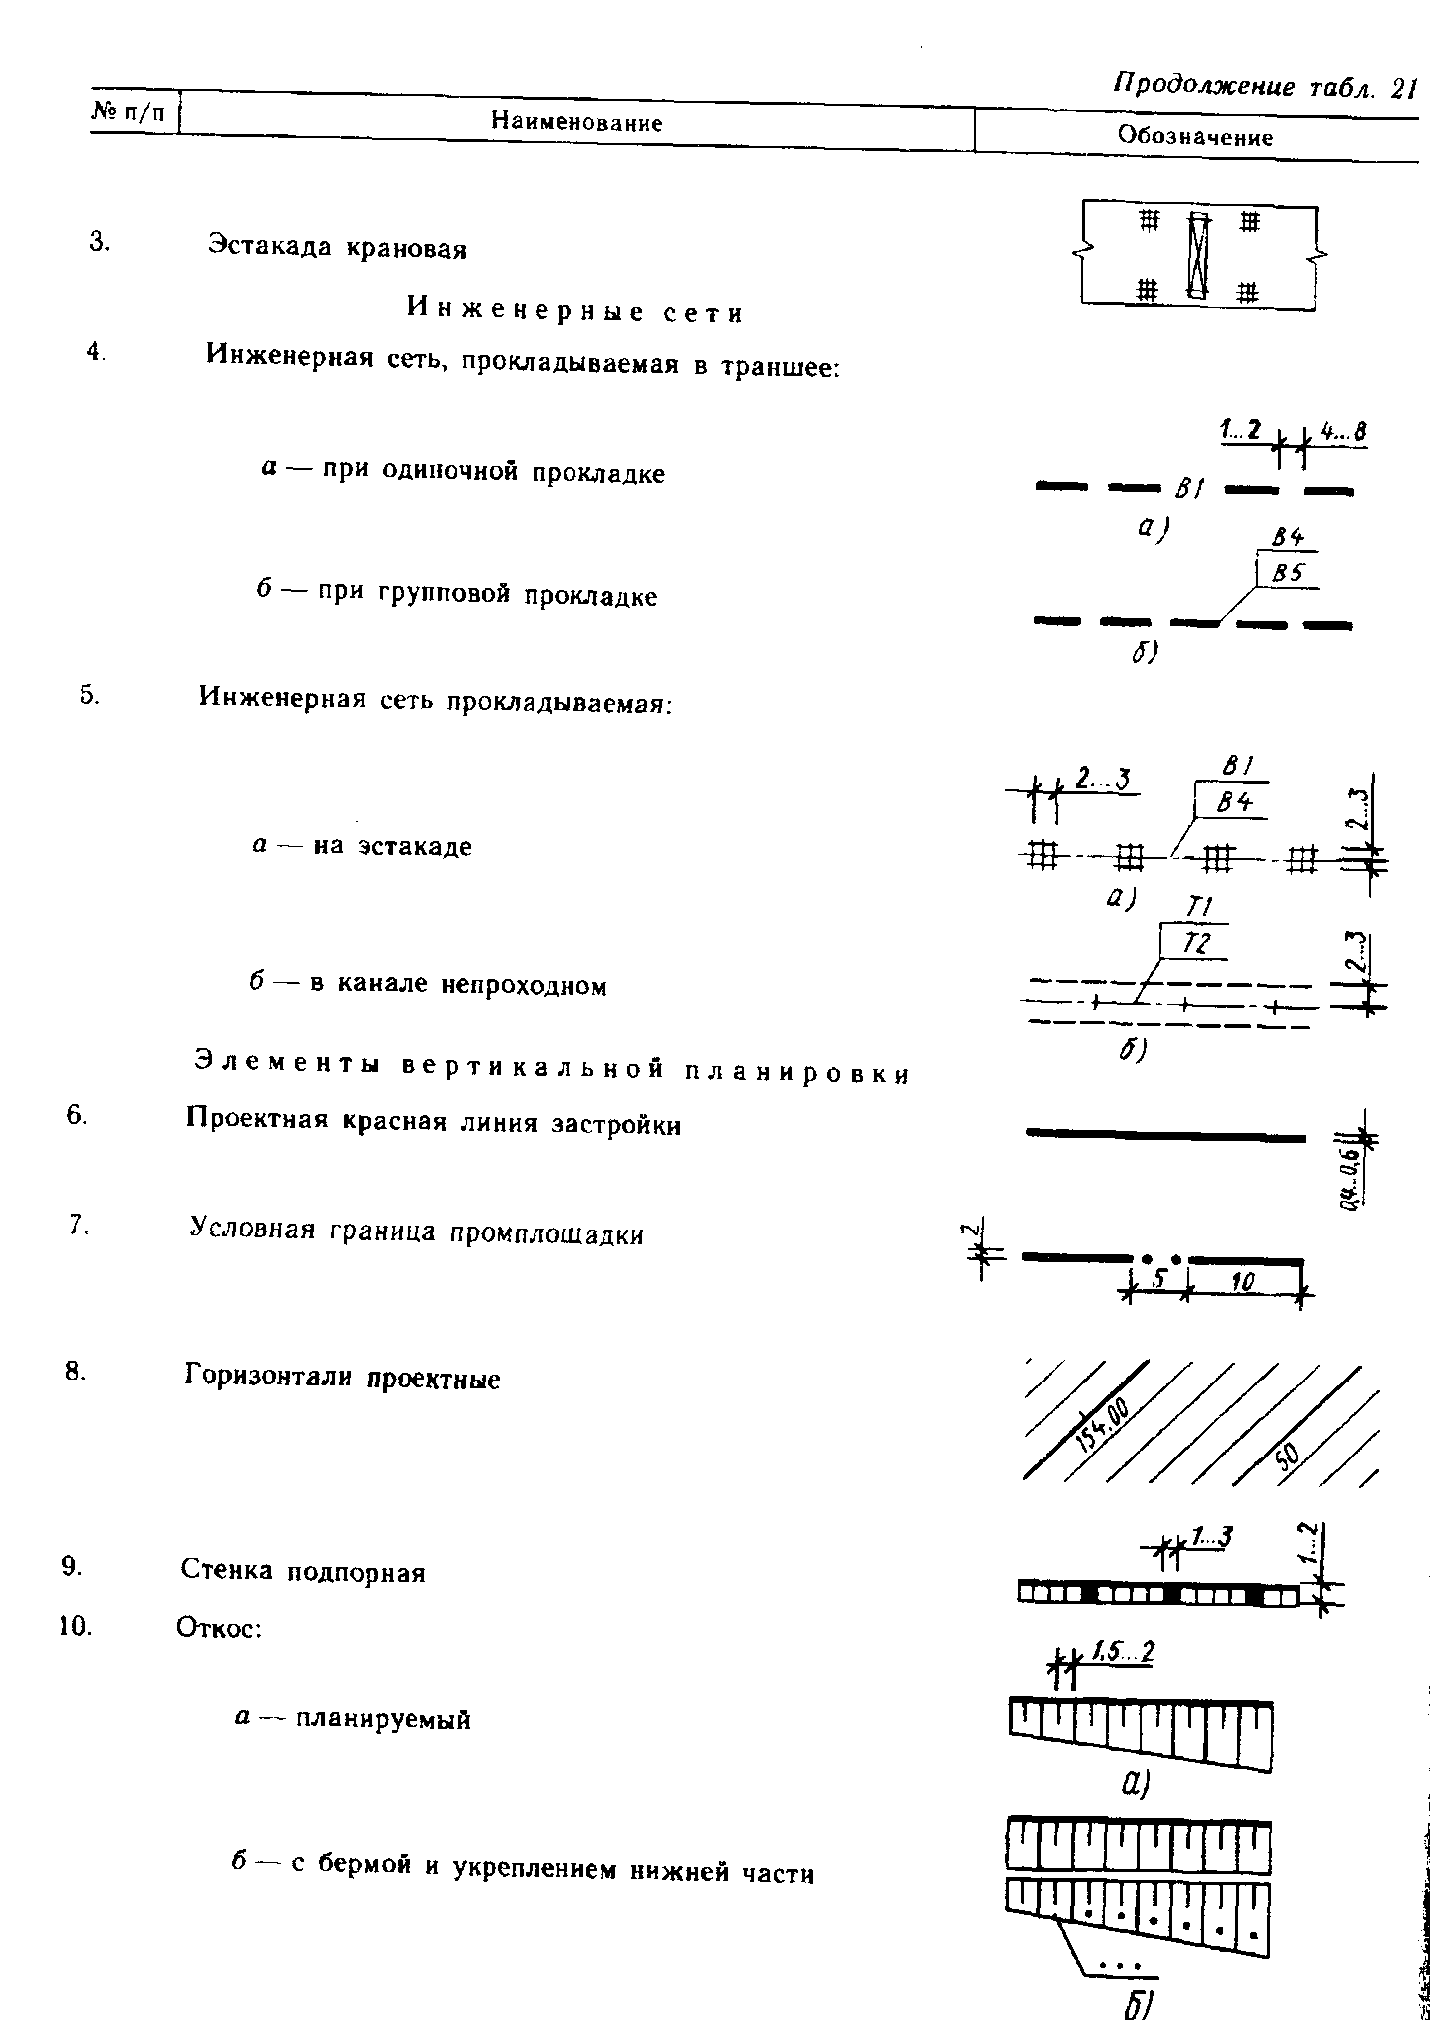 Продолжение табл. 21
№ п/п Наименование Обозначение
3. Эстакада крановая
Инженерные сети
4. Инженерная сеть, прокладываемая в траншее:
1...2 4...8
а — при одиночной прокладке
В1
а)
В4
В5
б — при групповой прокладке
б)
5. Инженерная сеть прокладываемая:
2...3
В1
В4
2...3
а — на эстакаде
а)
Т1
Т2
2...3
б — в канале непроходном
б)
Элементы вертикальной планировки
6. Проектная красная линия застройки
0,4...0,6
7. Условная граница промплощадки
2
5 10
8. Горизонтали проектные
154.00
50
1...3
1...2
9. Стенка подпорная
10. Откос:
1,5...2
а — планируемый
а)
б — с бермой и укреплением нижней части
...
б)